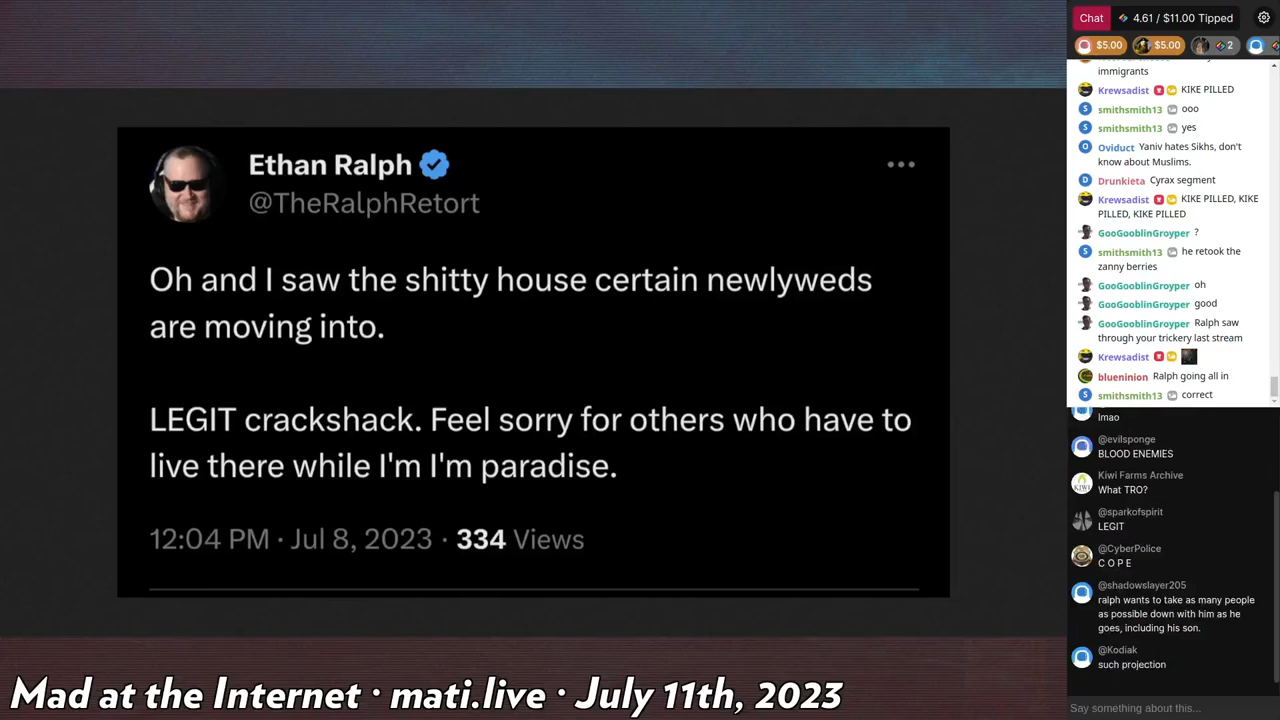 Ethan Ralph
@TheRalphRetort
Oh and I saw the shitty house certain newlyweds
are moving into.
LEGIT crackshack. Feel sorry for others who have to
live there while I'm I'm paradise.
12:04 PM · Jul 8, 2023 · 334 Views
Mad at the Internet · mati.live · July 11th, 2023
Chat
4.61 / $11.00 Tipped
$5.00
$5.00
2
immigrants
Krewsadist KIKE PILLED
smithsmith13 ooo
smithsmith13 yes
Oviduct Yaniv hates Sikhs, don't
know about Muslims.
Drunkieta Cyrax segment
Krewsadist KIKE PILLED, KIKE
PILLED, KIKE PILLED
GooGooblinGroyper ?
smithsmith13 he retook the
zanny berries
GooGooblinGroyper oh
GooGooblinGroyper good
GooGooblinGroyper Ralph saw
through your trickery last stream
Krewsadist
blueninion Ralph going all in
smithsmith13 correct
lmao
@evilsponge
BLOOD ENEMIES
Kiwi Farms Archive
What TRO?
@sparkofspirit
LEGIT
@CyberPolice
C O P E
@shadowslayer205
ralph wants to take as many people
as possible down with him as he
goes, including his son.
@Kodiak
such projection
Say something about this...